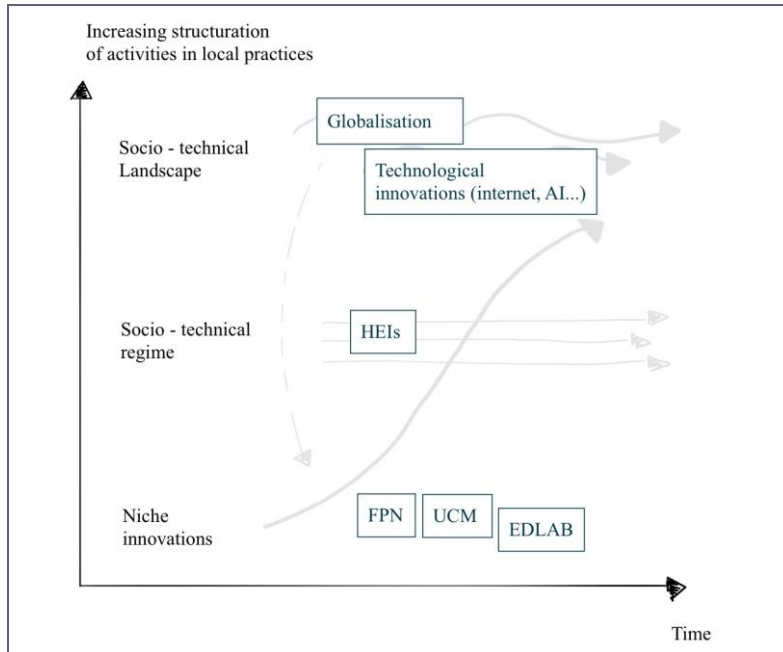 Increasing structuration
of activities in local practices
Globalisation
Socio - technical
Landscape
Technological
innovations (internet, AI...)
Socio - technical
regime
HEIs
Niche
innovations
FPN
UCM
EDLAB
Time